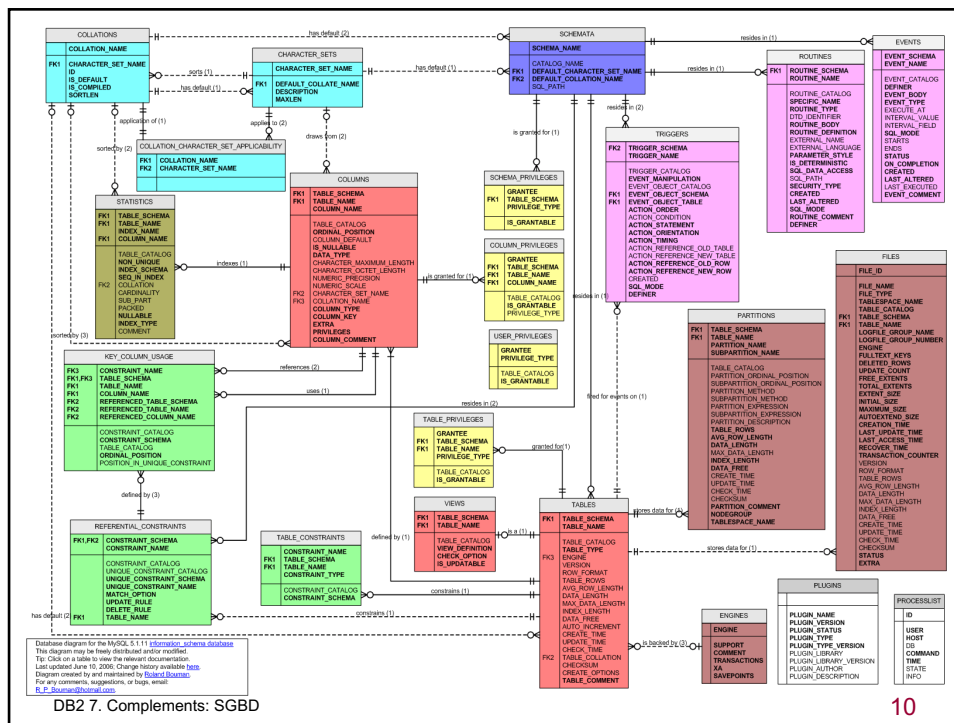 COLLATIONS
COLLATION_NAME
FK1 CHARACTER_SET_NAME
ID
IS_DEFAULT
IS_COMPILED
SORTLEN
has default (2)
sorts (1)
has default (1)
CHARACTER_SETS
CHARACTER_SET_NAME
FK1 DEFAULT_COLLATE_NAME
DESCRIPTION
MAXLEN
has default (1)
SCHEMATA
SCHEMA_NAME
CATALOG_NAME
FK1 DEFAULT_CHARACTER_SET_NAME
FK2 DEFAULT_COLLATION_NAME
SQL_PATH
resides in (1)
resides in (1)
resides in (2)
is granted for (1)
ROUTINES
FK1 ROUTINE_SCHEMA
ROUTINE_NAME
ROUTINE_CATALOG
SPECIFIC_NAME
ROUTINE_TYPE
DTD_IDENTIFIER
ROUTINE_BODY
ROUTINE_DEFINITION
EXTERNAL_NAME
EXTERNAL_LANGUAGE
PARAMETER_STYLE
IS_DETERMINISTIC
SQL_DATA_ACCESS
SQL_PATH
SECURITY_TYPE
CREATED
LAST_ALTERED
SQL_MODE
ROUTINE_COMMENT
DEFINER
EVENTS
EVENT_SCHEMA
EVENT_NAME
EVENT_CATALOG
DEFINER
EVENT_BODY
EVENT_TYPE
EXECUTE_AT
INTERVAL_VALUE
INTERVAL_FIELD
SQL_MODE
STARTS
ENDS
STATUS
ON_COMPLETION
CREATED
LAST_ALTERED
LAST_EXECUTED
EVENT_COMMENT
application of (1)
applies to (2)
draws from (2)
sorted by (2)
COLLATION_CHARACTER_SET_APPLICABILITY
FK1 COLLATION_NAME
FK2 CHARACTER_SET_NAME
TRIGGERS
FK2 TRIGGER_SCHEMA
TRIGGER_NAME
TRIGGER_CATALOG
EVENT_MANIPULATION
EVENT_OBJECT_CATALOG
FK1 EVENT_OBJECT_SCHEMA
FK1 EVENT_OBJECT_TABLE
ACTION_ORDER
ACTION_CONDITION
ACTION_STATEMENT
ACTION_ORIENTATION
ACTION_TIMING
ACTION_REFERENCE_OLD_TABLE
ACTION_REFERENCE_NEW_TABLE
ACTION_REFERENCE_OLD_ROW
ACTION_REFERENCE_NEW_ROW
CREATED
SQL_MODE
DEFINER
SCHEMA_PRIVILEGES
GRANTEE
FK1 TABLE_SCHEMA
PRIVILEGE_TYPE
IS_GRANTABLE
STATISTICS
FK1 TABLE_SCHEMA
FK1 TABLE_NAME
INDEX_NAME
FK1 COLUMN_NAME
TABLE_CATALOG
NON_UNIQUE
INDEX_SCHEMA
SEQ_IN_INDEX
FK2 COLLATION
CARDINALITY
SUB_PART
PACKED
NULLABLE
INDEX_TYPE
COMMENT
indexes (1)
COLUMNS
FK1 TABLE_SCHEMA
FK1 TABLE_NAME
COLUMN_NAME
TABLE_CATALOG
ORDINAL_POSITION
COLUMN_DEFAULT
IS_NULLABLE
DATA_TYPE
CHARACTER_MAXIMUM_LENGTH
CHARACTER_OCTET_LENGTH
NUMERIC_PRECISION
NUMERIC_SCALE
FK2 CHARACTER_SET_NAME
FK3 COLLATION_NAME
COLUMN_TYPE
COLUMN_KEY
EXTRA
PRIVILEGES
COLUMN_COMMENT
is granted for (1)
COLUMN_PRIVILEGES
GRANTEE
FK1 TABLE_SCHEMA
FK1 TABLE_NAME
FK1 COLUMN_NAME
TABLE_CATALOG
IS_GRANTABLE
PRIVILEGE_TYPE
resides in (1)
FILES
FILE_ID
FILE_NAME
FILE_TYPE
TABLESPACE_NAME
TABLE_CATALOG
FK1 TABLE_SCHEMA
FK1 TABLE_NAME
LOGFILE_GROUP_NAME
LOGFILE_GROUP_NUMBER
ENGINE
FULLTEXT_KEYS
DELETED_ROWS
UPDATE_COUNT
FREE_EXTENTS
TOTAL_EXTENTS
EXTENT_SIZE
INITIAL_SIZE
MAXIMUM_SIZE
AUTOEXTEND_SIZE
CREATION_TIME
LAST_UPDATE_TIME
LAST_ACCESS_TIME
RECOVER_TIME
TRANSACTION_COUNTER
VERSION
ROW_FORMAT
TABLE_ROWS
AVG_ROW_LENGTH
DATA_LENGTH
MAX_DATA_LENGTH
INDEX_LENGTH
DATA_FREE
CREATE_TIME
UPDATE_TIME
CHECK_TIME
CHECKSUM
STATUS
EXTRA
PARTITIONS
FK1 TABLE_SCHEMA
FK1 TABLE_NAME
PARTITION_NAME
SUBPARTITION_NAME
TABLE_CATALOG
PARTITION_ORDINAL_POSITION
SUBPARTITION_ORDINAL_POSITION
PARTITION_METHOD
SUBPARTITION_METHOD
PARTITION_EXPRESSION
SUBPARTITION_EXPRESSION
PARTITION_DESCRIPTION
TABLE_ROWS
AVG_ROW_LENGTH
DATA_LENGTH
MAX_DATA_LENGTH
INDEX_LENGTH
DATA_FREE
CREATE_TIME
UPDATE_TIME
CHECK_TIME
CHECKSUM
PARTITION_COMMENT
NODEGROUP
TABLESPACE_NAME
USER_PRIVILEGES
GRANTEE
PRIVILEGE_TYPE
TABLE_CATALOG
IS_GRANTABLE
sorted by (3)
KEY_COLUMN_USAGE
FK3 CONSTRAINT_NAME
FK1,FK3 TABLE_SCHEMA
FK1 TABLE_NAME
FK1 COLUMN_NAME
FK2 REFERENCED_TABLE_SCHEMA
FK2 REFERENCED_TABLE_NAME
FK2 REFERENCED_COLUMN_NAME
CONSTRAINT_CATALOG
CONSTRAINT_SCHEMA
TABLE_CATALOG
ORDINAL_POSITION
POSITION_IN_UNIQUE_CONSTRAINT
references (2)
uses (1)
resides in (2)
fired for events on (1)
TABLE_PRIVILEGES
GRANTEE
FK1 TABLE_SCHEMA
FK1 TABLE_NAME
PRIVILEGE_TYPE
TABLE_CATALOG
IS_GRANTABLE
granted for(1)
defined by (3)
REFERENTIAL_CONSTRAINTS
FK1,FK2 CONSTRAINT_SCHEMA
CONSTRAINT_NAME
CONSTRAINT_CATALOG
UNIQUE_CONSTRAINT_CATALOG
UNIQUE_CONSTRAINT_SCHEMA
UNIQUE_CONSTRAINT_NAME
MATCH_OPTION
UPDATE_RULE
DELETE_RULE
FK1 TABLE_NAME
has default (2)
TABLE_CONSTRAINTS
CONSTRAINT_NAME
FK1 TABLE_SCHEMA
FK1 TABLE_NAME
CONSTRAINT_TYPE
CONSTRAINT_CATALOG
CONSTRAINT_SCHEMA
defined by (1)
VIEWS
FK1 TABLE_SCHEMA
FK1 TABLE_NAME
TABLE_CATALOG
VIEW_DEFINITION
CHECK_OPTION
IS_UPDATABLE
is a (1)
constrains (1)
constrains (1)
TABLES
FK1 TABLE_SCHEMA
TABLE_NAME
TABLE_CATALOG
TABLE_TYPE
FK3 ENGINE
VERSION
ROW_FORMAT
TABLE_ROWS
AVG_ROW_LENGTH
DATA_LENGTH
MAX_DATA_LENGTH
INDEX_LENGTH
DATA_FREE
AUTO_INCREMENT
CREATE_TIME
UPDATE_TIME
CHECK_TIME
FK2 TABLE_COLLATION
CHECKSUM
CREATE_OPTIONS
TABLE_COMMENT
stores data for (1)
stores data for (1)
is backed by (3)
ENGINES
ENGINE
SUPPORT
COMMENT
TRANSACTIONS
XA
SAVEPOINTS
PLUGINS
PLUGIN_NAME
PLUGIN_VERSION
PLUGIN_STATUS
PLUGIN_TYPE
PLUGIN_TYPE_VERSION
PLUGIN_LIBRARY
PLUGIN_LIBRARY_VERSION
PLUGIN_AUTHOR
PLUGIN_DESCRIPTION
PROCESSLIST
ID
USER
HOST
DB
COMMAND
TIME
STATE
INFO
Database diagram for the MySQL 5.1.11 information_schema database
This diagram may be freely distributed and/or modified.
Tip: Click on a table to view the relevant documentation.
Last updated June 10, 2006. Change history available here.
Diagram created by and maintained by Roland Bouman.
For any comments, suggestions, or bugs, email:
R_P_Bouman@hotmail.com.
DB2 7. Complements: SGBD
10